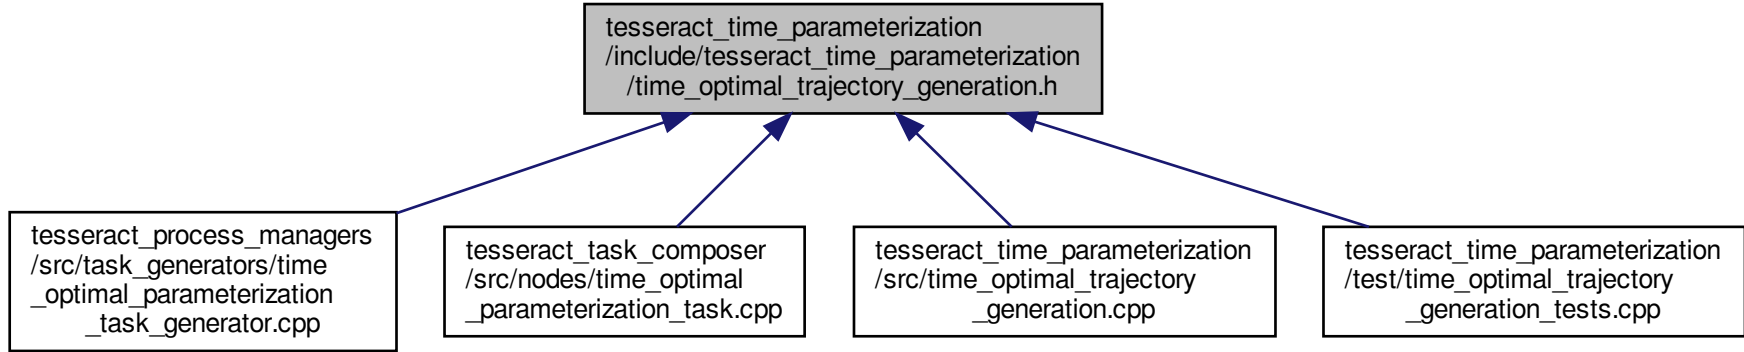 tesseract_time_parameterization
/include/tesseract_time_parameterization
/time_optimal_trajectory_generation.h
tesseract_process_managers
/src/task_generators/time
_optimal_parameterization
_task_generator.cpp
tesseract_task_composer
/src/nodes/time_optimal
_parameterization_task.cpp
tesseract_time_parameterization
/src/time_optimal_trajectory
_generation.cpp
tesseract_time_parameterization
/test/time_optimal_trajectory
_generation_tests.cpp